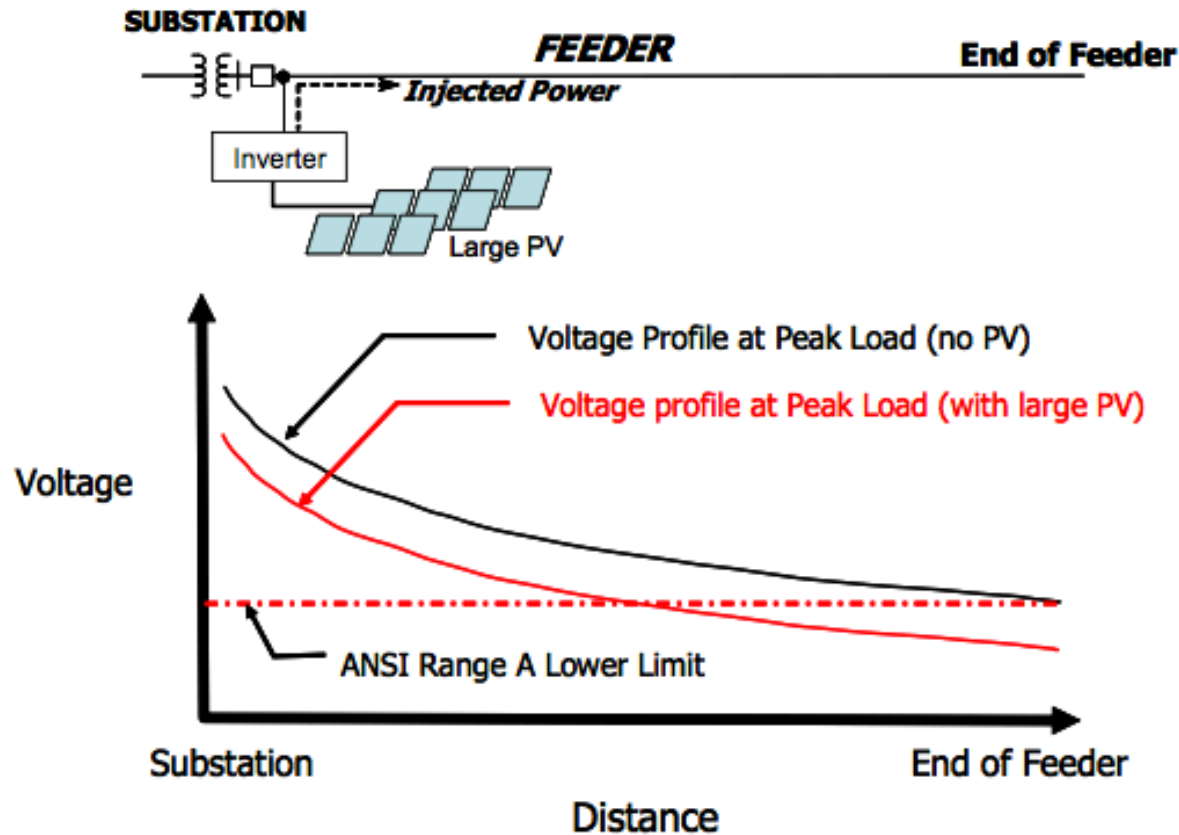 SUBSTATION
FEEDER
End of Feeder
Injected Power
Inverter
Large PV
Voltage Profile at Peak Load (no PV)
Voltage profile at Peak Load (with large PV)
Voltage
ANSI Range A Lower Limit
Substation
End of Feeder
Distance